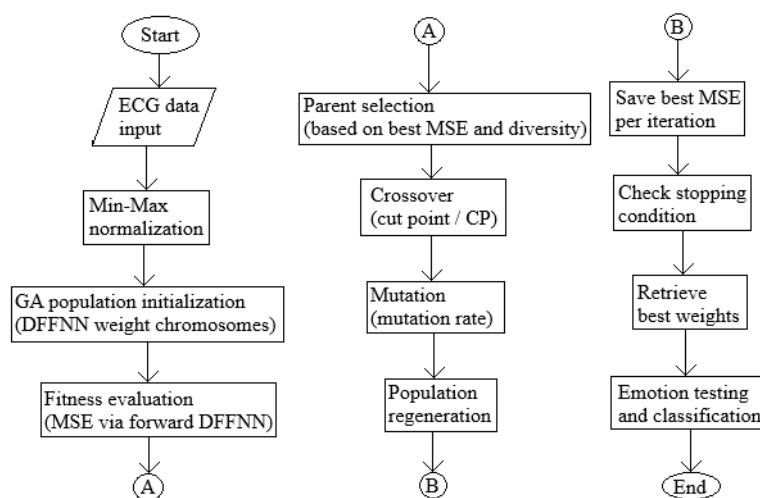 Start
ECG data
input
Min-Max
normalization
GA population initialization
(DFFNN weight chromosomes)
Fitness evaluation
(MSE via forward DFFNN)
A
A
Parent selection
(based on best MSE and diversity)
Crossover
(cut point / CP)
Mutation
(mutation rate)
Population
regeneration
B
B
Save best MSE
per iteration
Check stopping
condition
Retrieve
best weights
Emotion testing
and classification
End